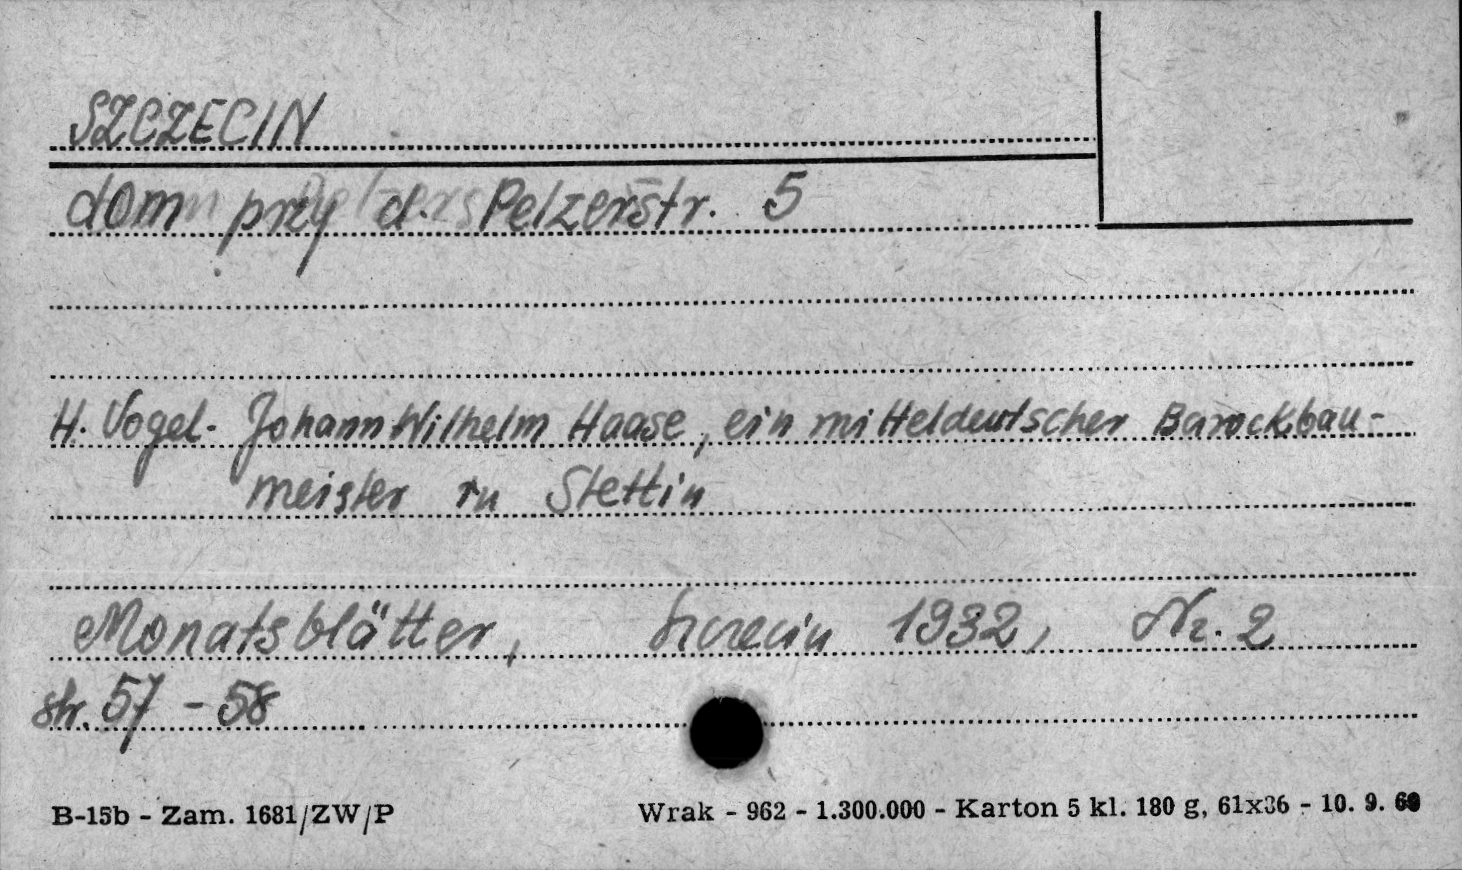 SZCZECIN
dom przy d. Pelzerstr. 5
H. Vogel. Johann Wilhelm Haase, ein mitteldeutscher Barockbau-
meister zu Stettin
Monatsblätter, Szczecin 1932, Nr. 2
str. 57 - 58
B-15b - Zam. 1681/ZW/P
Wrak - 962 - 1.300.000 - Karton 5 kl. 180 g, 61x86 - 10. 9. 60